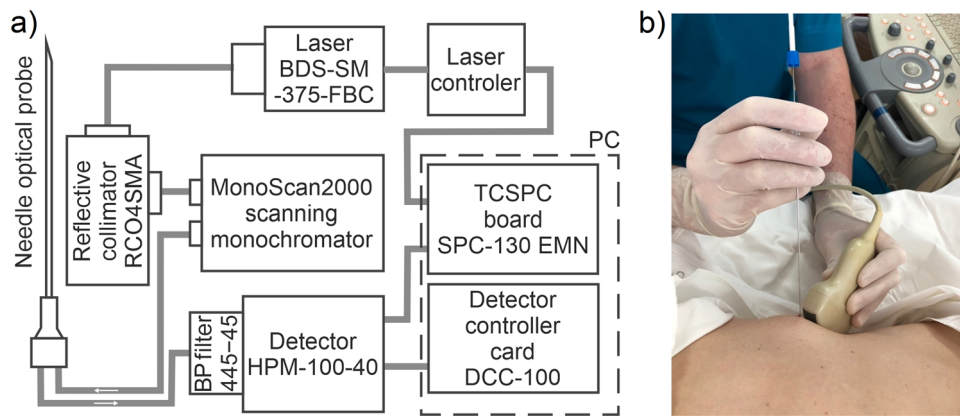 a)
Needle optical probe
Reflective
collimator
RCO4SMA
Laser
BDS-SM
-375-FBC
Laser
controler
MonoScan2000
scanning
monochromator
BP filter
445–45
Detector
HPM-100-40
PC
TCSPC
board
SPC-130 EMN
Detector
controller
card
DCC-100
b)